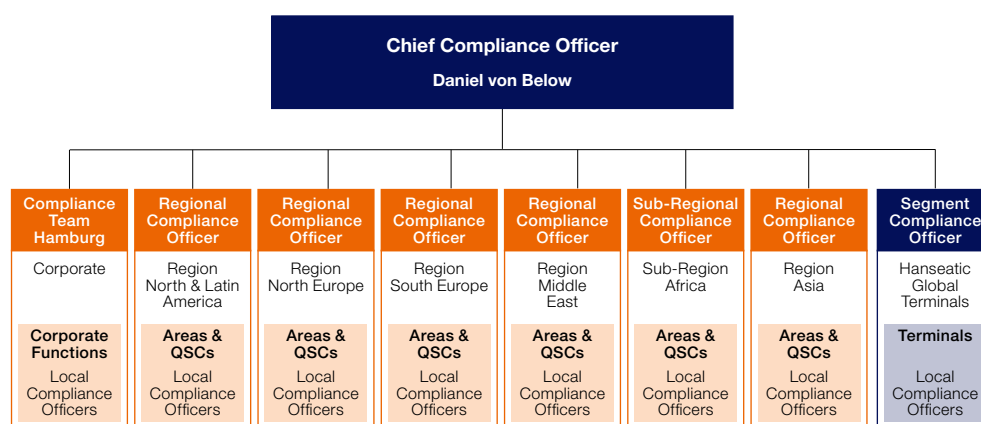 Chief Compliance Officer
Daniel von Below
Compliance
Team
Hamburg
Corporate
Corporate
Functions
Local
Compliance
Officers
Regional
Compliance
Officer
Region
North & Latin
America
Areas &
QSCs
Local
Compliance
Officers
Regional
Compliance
Officer
Region
North Europe
Areas &
QSCs
Local
Compliance
Officers
Regional
Compliance
Officer
Region
South Europe
Areas &
QSCs
Local
Compliance
Officers
Regional
Compliance
Officer
Region
Middle
East
Areas &
QSCs
Local
Compliance
Officers
Sub-Regional
Compliance
Officer
Sub-Region
Africa
Areas &
QSCs
Local
Compliance
Officers
Regional
Compliance
Officer
Region
Asia
Areas &
QSCs
Local
Compliance
Officers
Segment
Compliance
Officer
Hanseatic
Global
Terminals
Terminals
Local
Compliance
Officers